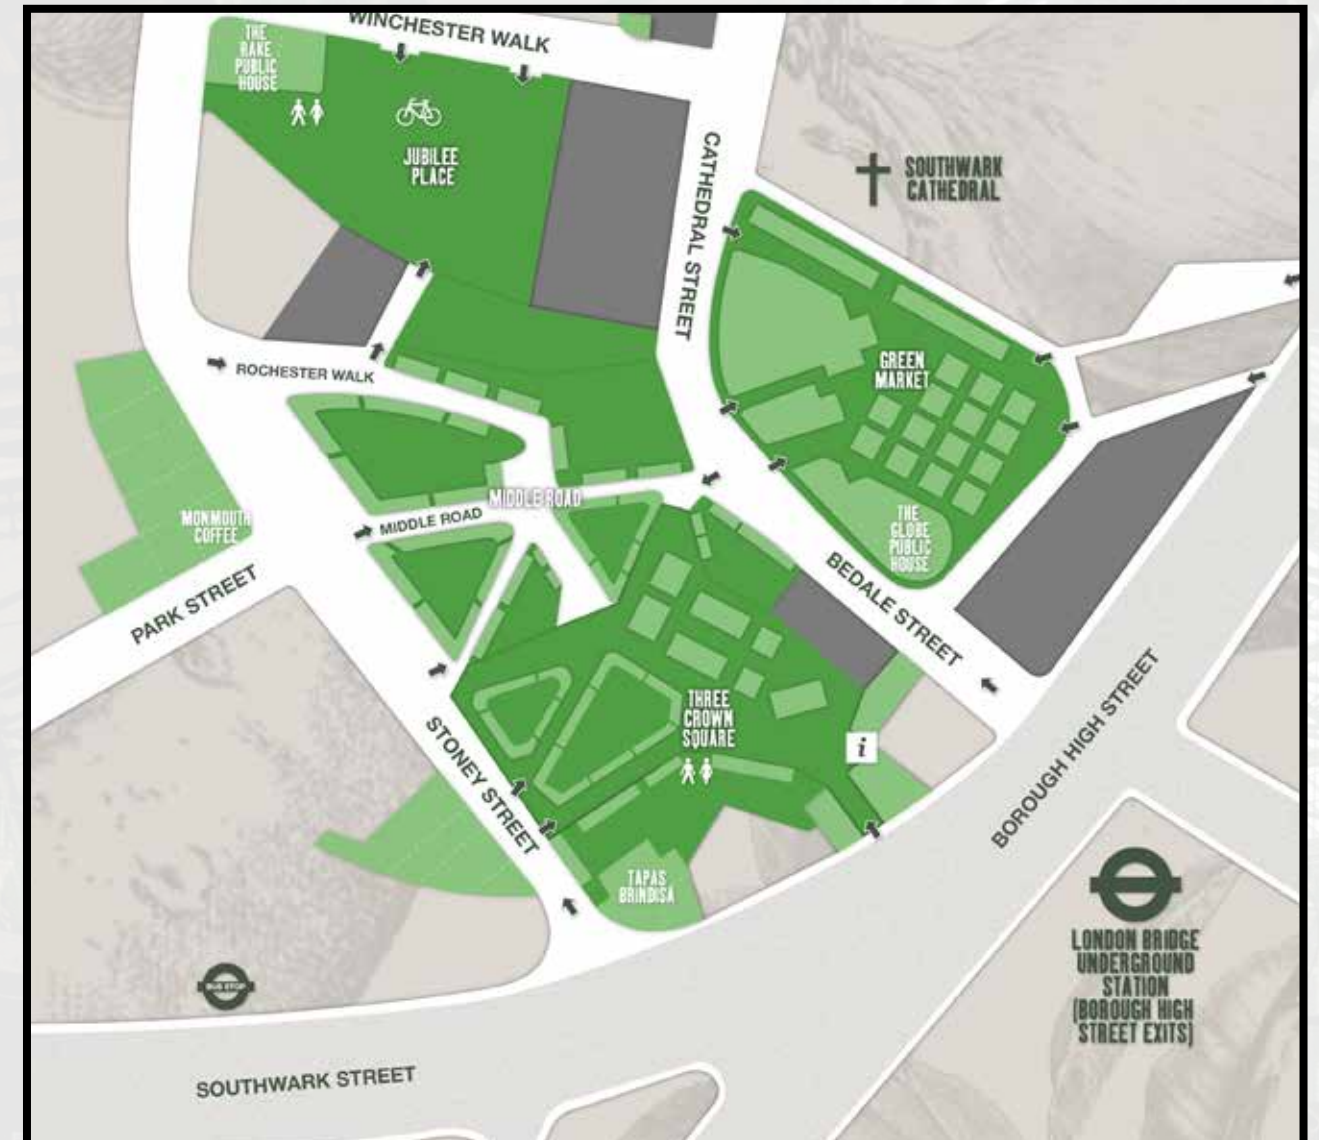 WINCHESTER WALK
THE
RAKE
PUBLIC
HOUSE
JUBILEE
PLACE
CATHEDRAL STREET
SOUTHWARK
CATHEDRAL
GREEN
MARKET
ROCHESTER WALK
MIDDLE ROAD
MIDDLE ROAD
MONMOUTH
COFFEE
THE
GLOBE
PUBLIC
HOUSE
PARK STREET
BEDALE STREET
THREE
CROWN
SQUARE
i
STONEY STREET
BOROUGH HIGH STREET
TAPAS
BRINDISA
LONDON BRIDGE
UNDERGROUND
STATION
(BOROUGH HIGH
STREET EXITS)
BUS STOP
SOUTHWARK STREET